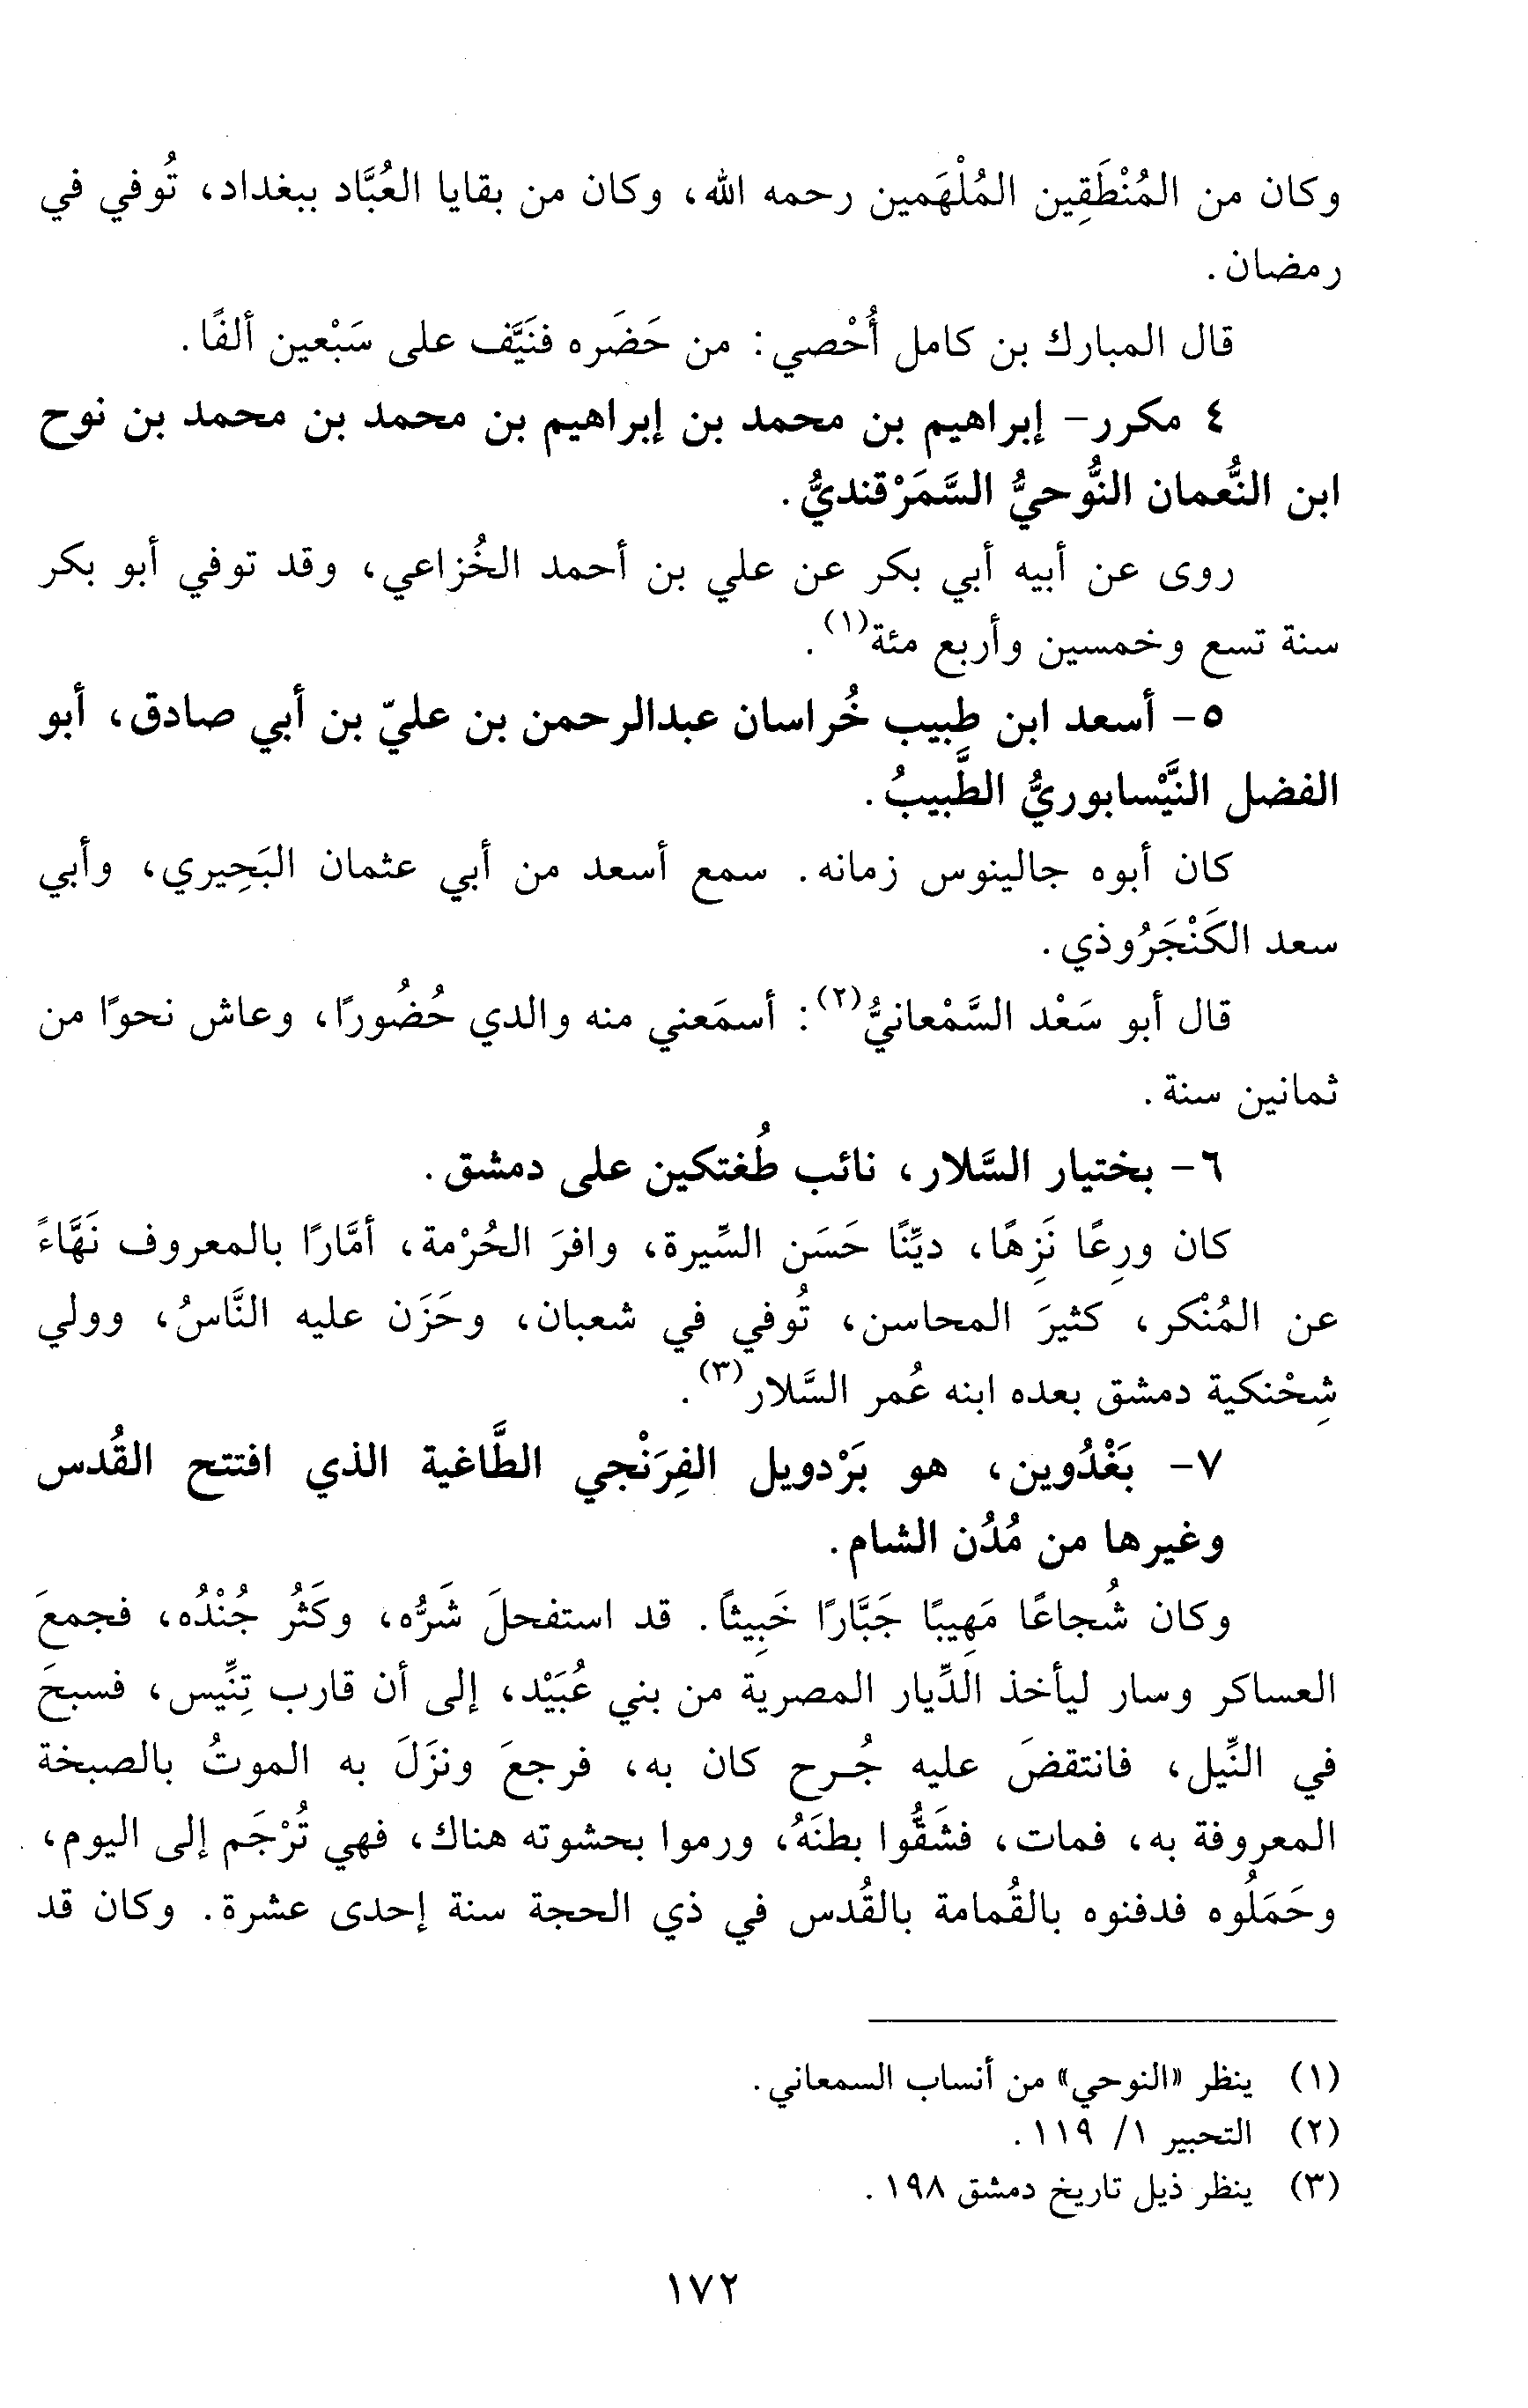 وكان من المُنْطَقِين المُلْهَمين رحمه الله، وكان من بقايا العُبَّاد ببغداد، تُوفي في
رمضان.
قال المبارك بن كامل أُحْصي: من حَضَره فنَيَّف على سَبْعين ألفًا.
٤ مكرر- إبراهيم بن محمد بن إبراهيم بن محمد بن محمد بن نوح
ابن النُّعمان النُّوحيُّ السَّمَرْقنديُّ.
روى عن أبيه أبي بكر عن علي بن أحمد الخُزاعي، وقد توفي أبو بكر
سنة تسع وخمسين وأربع مئة(١).
٥- أسعد ابن طبيب خُراسان عبدالرحمن بن عليّ بن أبي صادق، أبو
الفضل النَّيْسابوريُّ الطَّبيبُ.
كان أبوه جالينوس زمانه. سمع أسعد من أبي عثمان البَحِيري، وأبي
سعد الكَنْجَرُوذي.
قال أبو سَعْد السَّمْعانيُّ(٢): أسمَعني منه والدي حُضُورًا، وعاش نحوًا من
ثمانين سنة.
٦- بختيار السَّلار، نائب طُغتكين على دمشق.
كان ورِعًا نَزِهًا، ديِّنًا حَسَن السِّيرة، وافرَ الحُرْمة، أمَّارًا بالمعروف نَهَّاءً
عن المُنْكر، كثيرَ المحاسن، تُوفي في شعبان، وحَزَن عليه النَّاسُ، وولي
شِحْنكية دمشق بعده ابنه عُمر السَّلار(٣).
٧- بَغْدُوين، هو بَرْدويل الفِرَنْجي الطَّاغية الذي افتتح القُدس
وغيرها من مُدُن الشام.
وكان شُجاعًا مَهِيبًا جَبَّارًا خَبِيثاً. قد استفحلَ شَرُّه، وكَثُر جُنْدُه، فجمعَ
العساكر وسار ليأخذ الدِّيار المصرية من بني عُبَيْد، إلى أن قارب تِنِّيس، فسبحَ
في النِّيل، فانتقضَ عليه جُـرح كان به، فرجعَ ونزَلَ به الموتُ بالصبخة
المعروفة به، فمات، فشَقُّوا بطنَهُ، ورموا بحشوته هناك، فهي تُرْجَم إلى اليوم،
وحَمَلُوه فدفنوه بالقُمامة بالقُدس في ذي الحجة سنة إحدى عشرة. وكان قد
(١) ينظر «النوحي» من أنساب السمعاني.
(٢) التحبير ١/ ١١٩.
(٣) ينظر ذيل تاريخ دمشق ١٩٨.
١٧٢